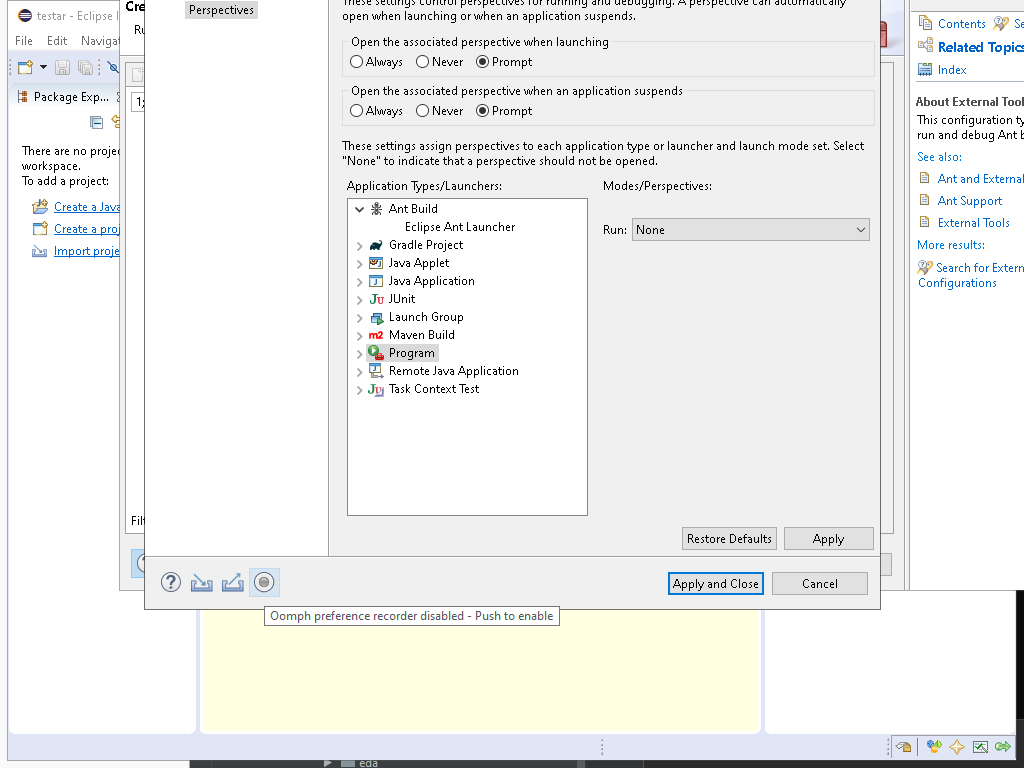 testar - Eclipse I
File Edit Navigat
Package Exp...
There are no proje
workspace.
To add a project:
Create a Java
Create a proj
Import proje
Cre
Filt
Perspectives
These settings control perspectives for running and debugging. A perspective can automatically
open when launching or when an application suspends.
Open the associated perspective when launching
Always Never Prompt
Open the associated perspective when an application suspends
Always Never Prompt
These settings assign perspectives to each application type or launcher and launch mode set. Select
"None" to indicate that a perspective should not be opened.
Application Types/Launchers:
Modes/Perspectives:
Ant Build
Eclipse Ant Launcher
Gradle Project
Java Applet
Java Application
JUnit
Launch Group
Maven Build
Program
Remote Java Application
Task Context Test
Run: None
Restore Defaults Apply
Apply and Close Cancel
Oomph preference recorder disabled - Push to enable
Contents Se
Related Topics
Index
About External Tool
This configuration ty
run and debug Ant b
See also:
Ant and External
Ant Support
External Tools
More results:
Search for Extern
Configurations
eda